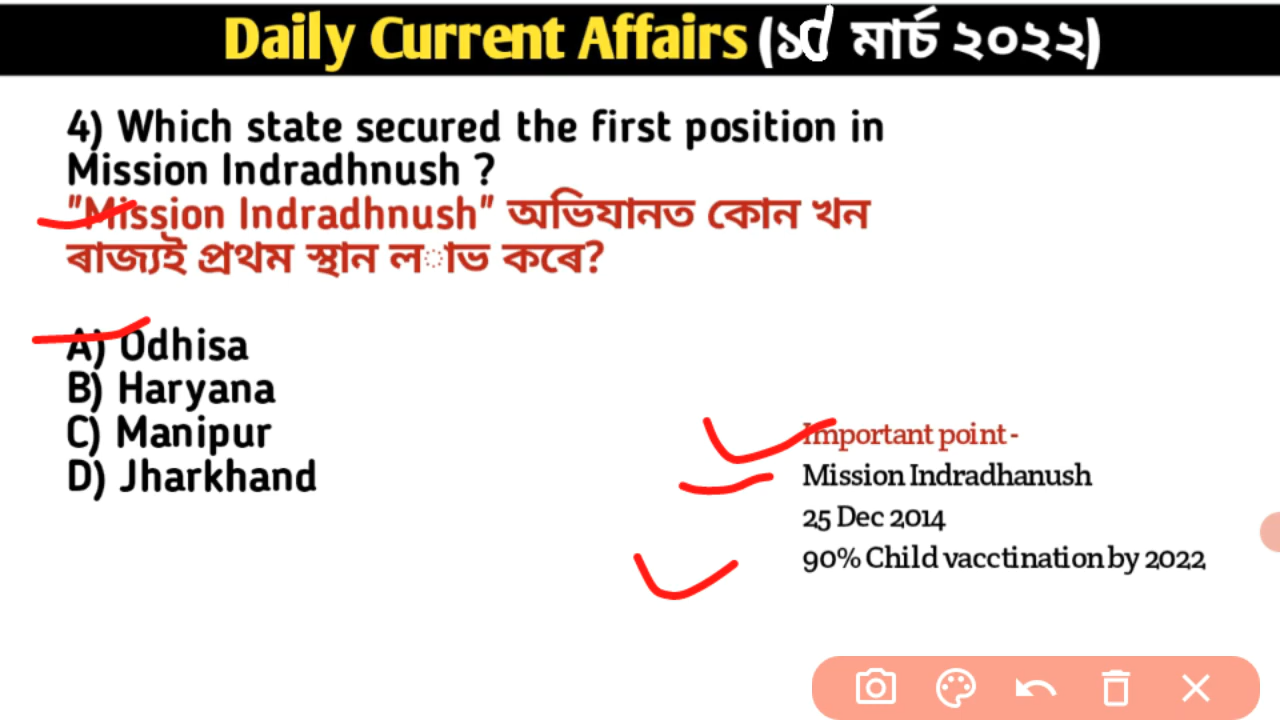 Daily Current Affairs (১d মাৰ্চ ২০২২)
4) Which state secured the first position in
Mission Indradhnush ?
"Mission Indradhnush" অভিযানত কোন খন
ৰাজ্যই প্ৰথম স্থান ল াভ কৰে?
A) Odhisa
B) Haryana
C) Manipur
D) Jharkhand
Important point -
Mission Indradhanush
25 Dec 2014
90% Child vacctination by 2022